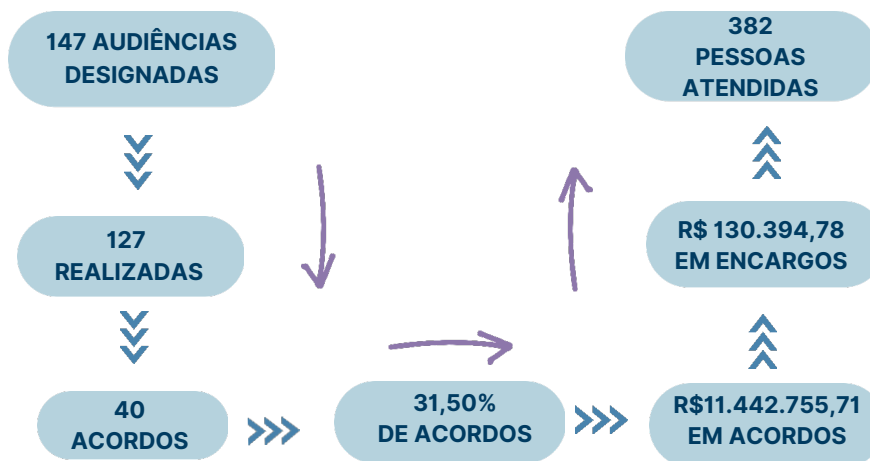 147 AUDIÊNCIAS
DESIGNADAS
127
REALIZADAS
40
ACORDOS
31,50%
DE ACORDOS
R$11.442.755,71
EM ACORDOS
R$ 130.394,78
EM ENCARGOS
382
PESSOAS
ATENDIDAS